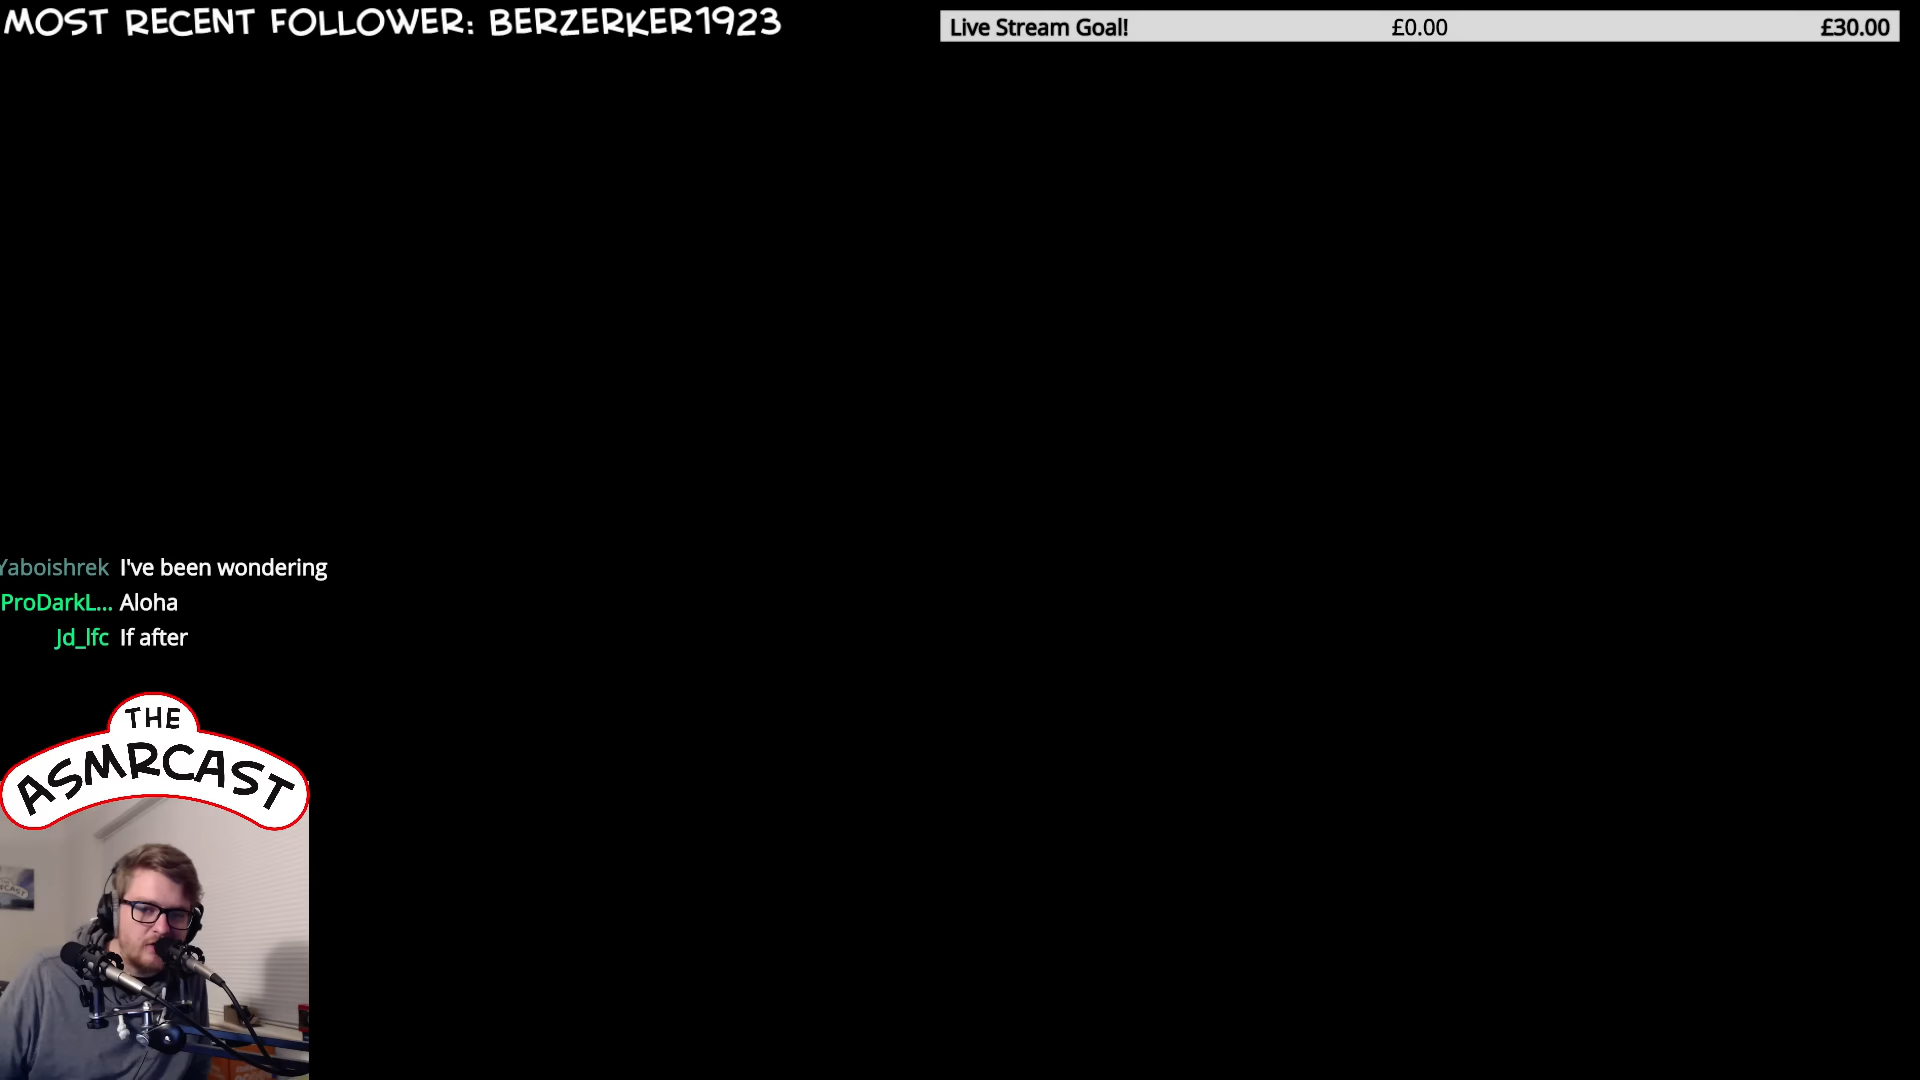 MOST RECENT FOLLOWER: BERZERKER1923
Live Stream Goal! £0.00 £30.00
Yaboishrek I've been wondering
ProDarkL... Aloha
Jd_lfc If after
THE
ASMRCAST